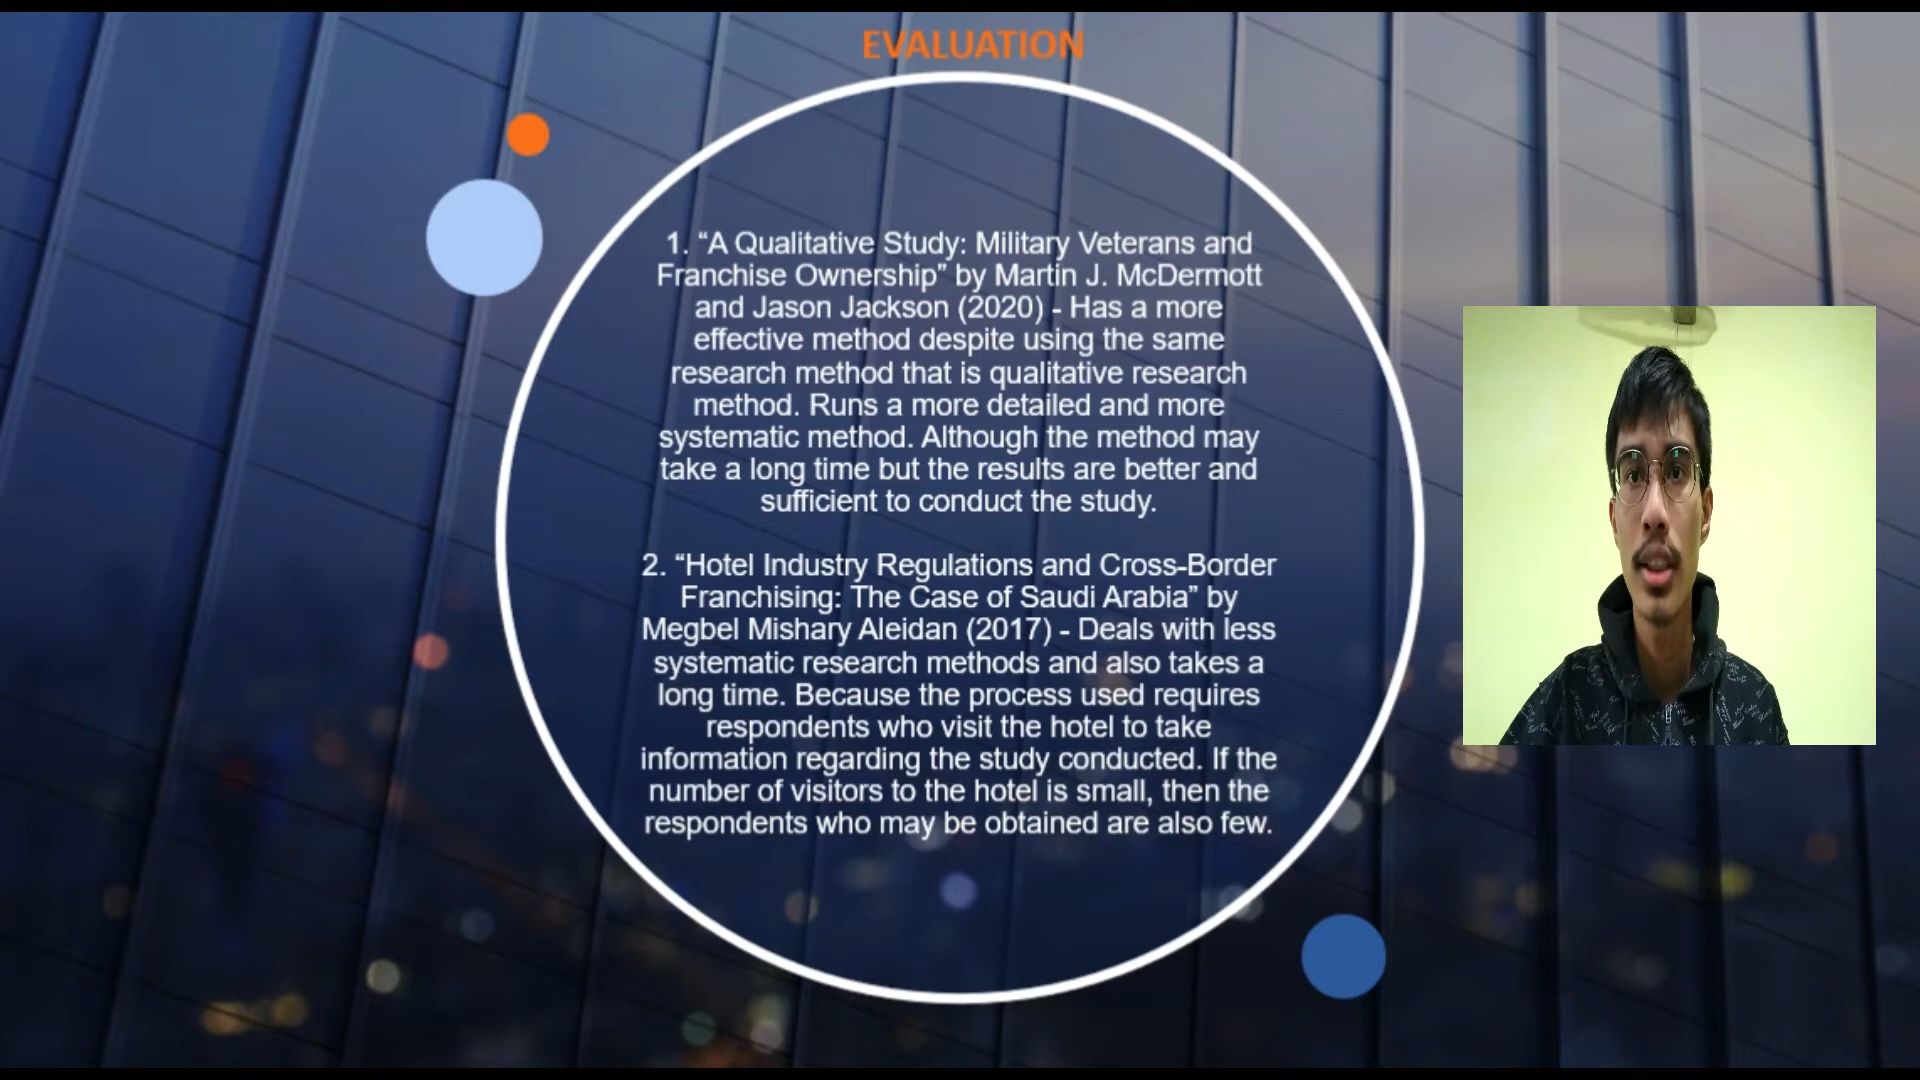 EVALUATION
1. “A Qualitative Study: Military Veterans and
Franchise Ownership” by Martin J. McDermott
and Jason Jackson (2020) - Has a more
effective method despite using the same
research method that is qualitative research
method. Runs a more detailed and more
systematic method. Although the method may
take a long time but the results are better and
sufficient to conduct the study.
2. “Hotel Industry Regulations and Cross-Border
Franchising: The Case of Saudi Arabia” by
Megbel Mishary Aleidan (2017) - Deals with less
systematic research methods and also takes a
long time. Because the process used requires
respondents who visit the hotel to take
information regarding the study conducted. If the
number of visitors to the hotel is small, then the
respondents who may be obtained are also few.